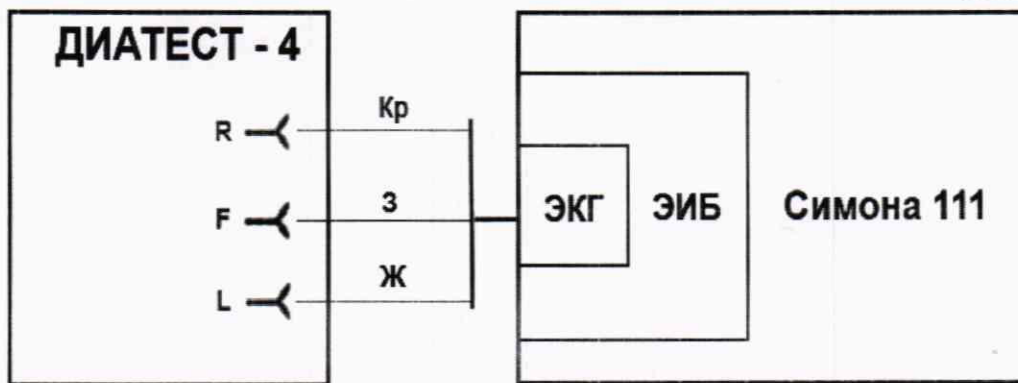 ДИАТЕСТ - 4
R
Кр
F
З
L
Ж
ЭКГ
ЭИБ
Симона 111